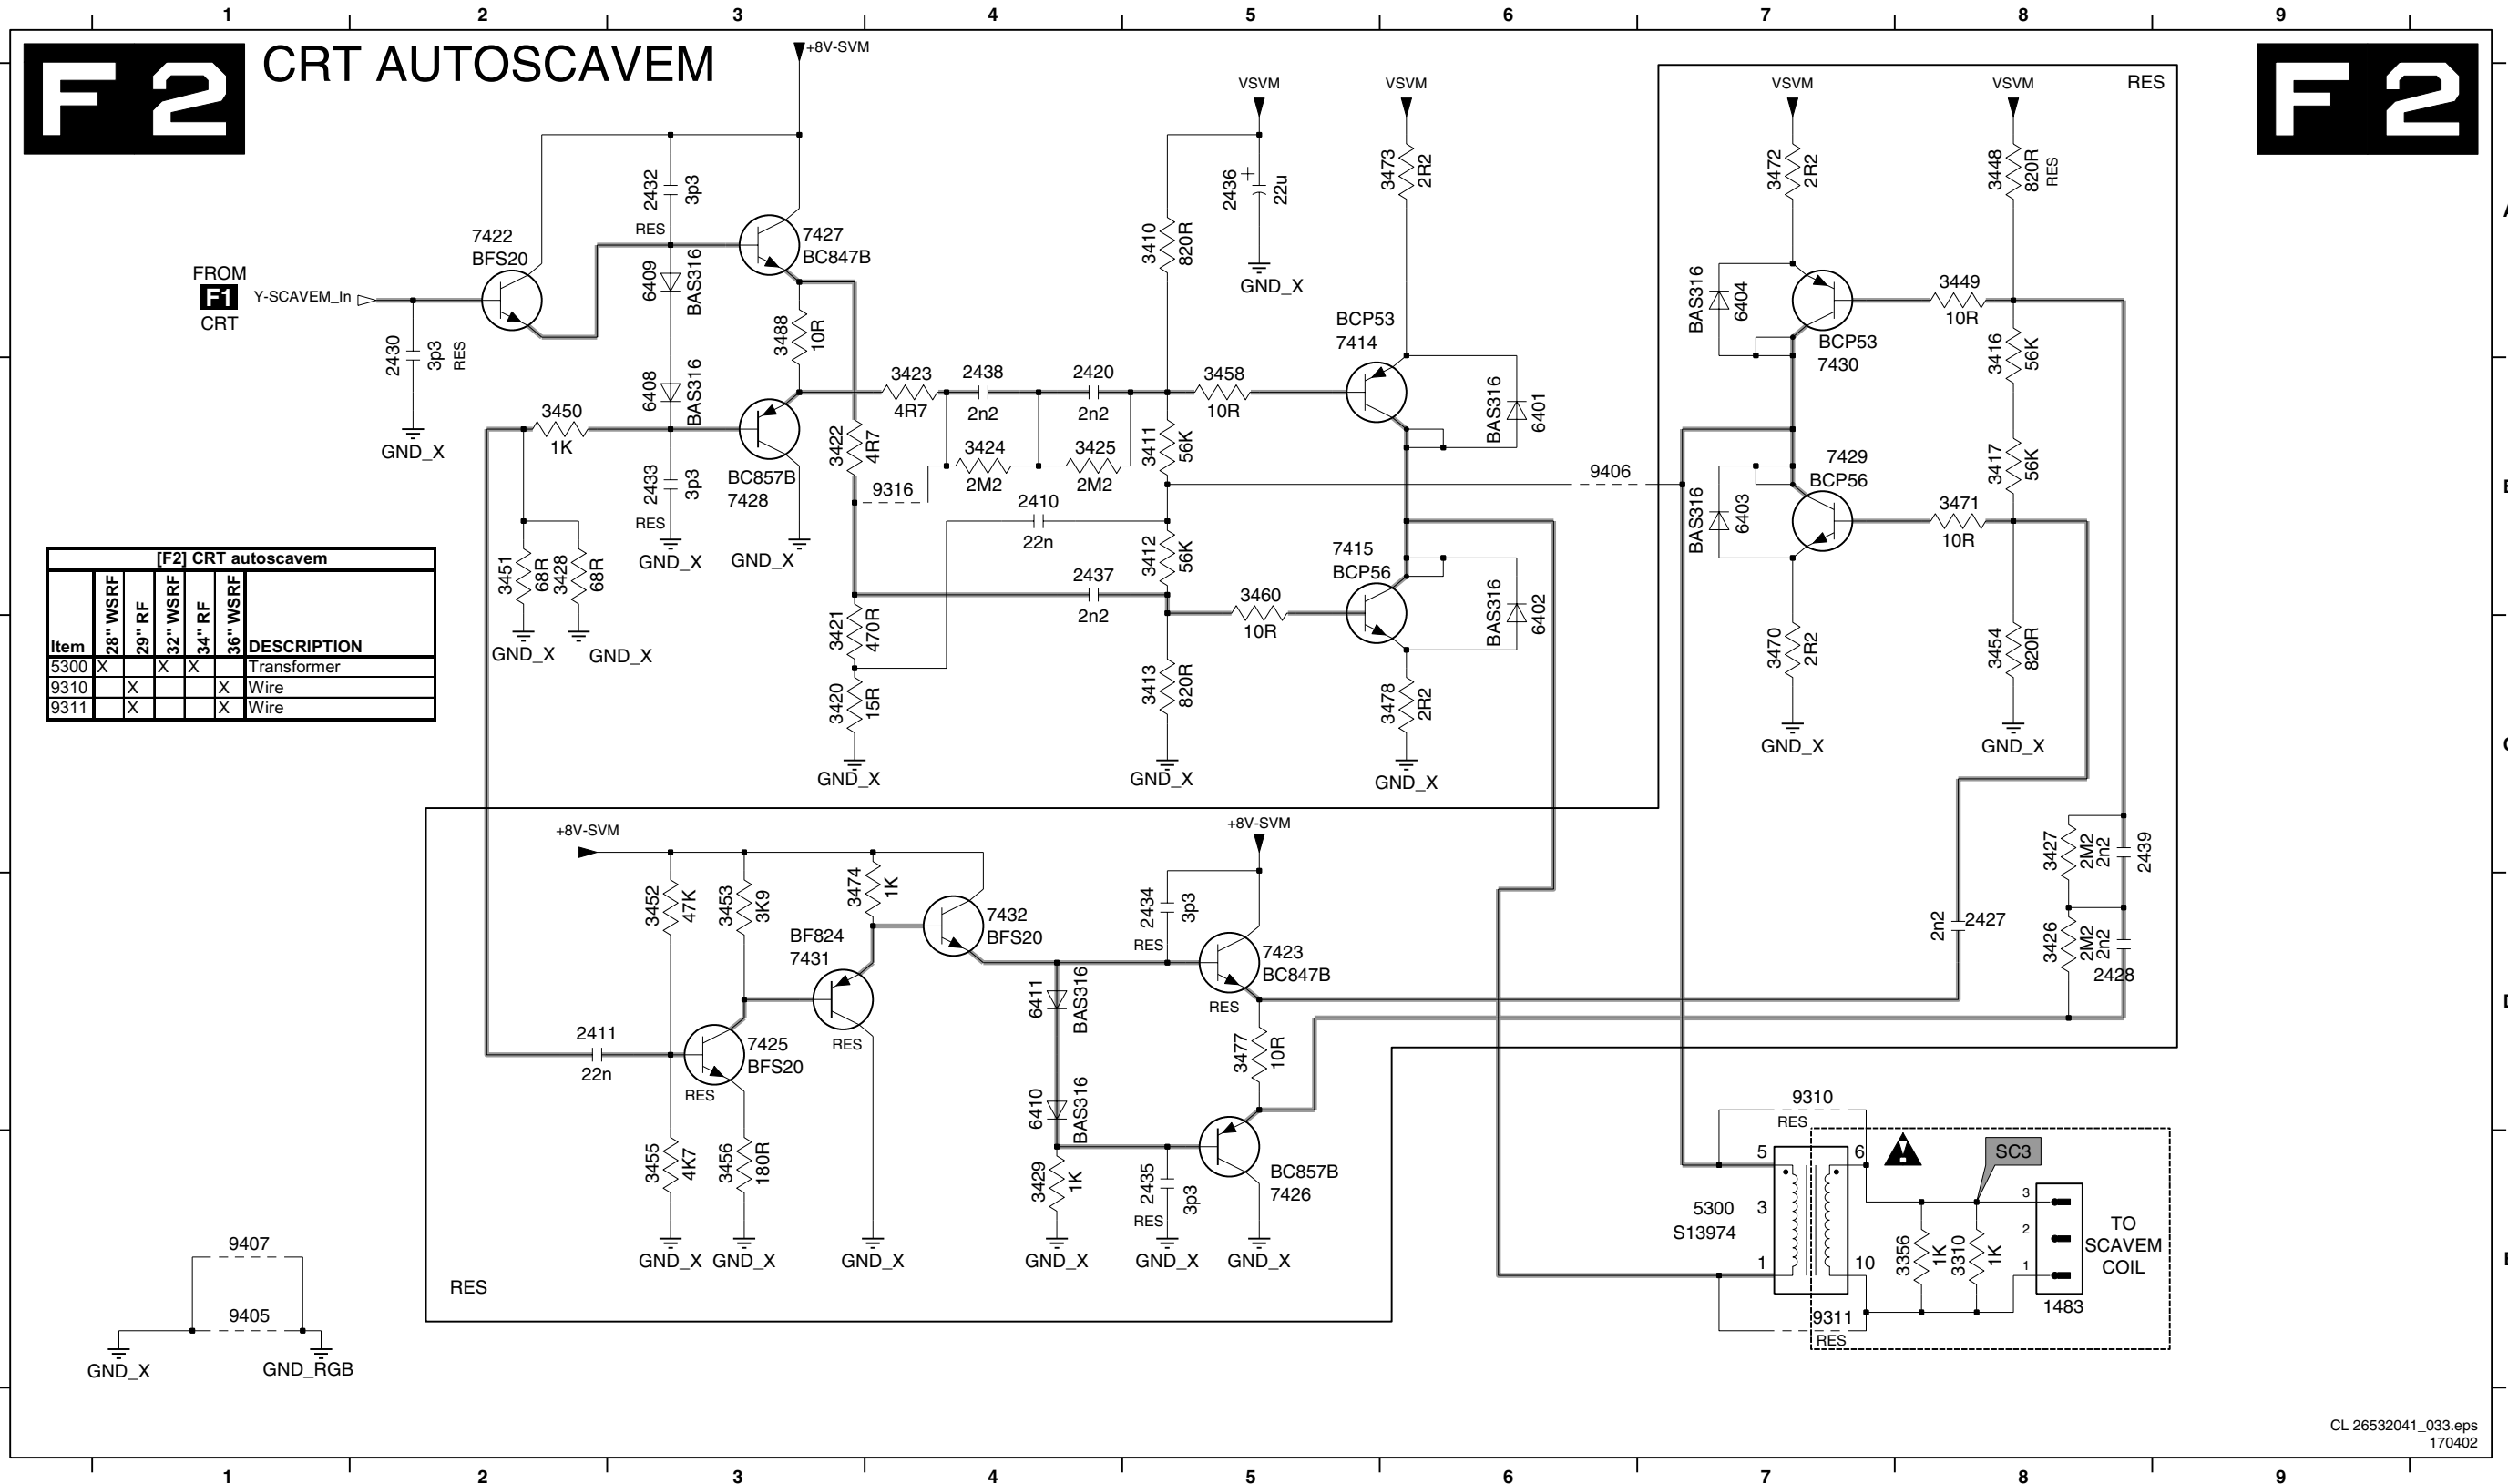 1 2 3 4 5 6 7 8 9
F 2
CRT AUTOSCAVEM
F 2
+8V-SVM
VSVM
VSVM
VSVM
VSVM
RES
2432
3p3
RES
7422
BFS20
7427
BC847B
FROM
F1
CRT
Y-SCAVEM_In
2430
3p3
RES
GND_X
6409
BAS316
6408
BAS316
3488
10R
3410
820R
2436
+
22u
GND_X
3473
2R2
BCP53
7414
3472
2R2
3448
820R
RES
BAS316
6404
BCP53
7430
3449
10R
3416
56K
3450
1K
2433
3p3
RES
GND_X
BC857B
7428
GND_X
3423
4R7
2438
2n2
2420
2n2
3458
10R
3422
4R7
3424
2M2
3425
2M2
3411
56K
9316
2410
22n
3412
56K
2437
2n2
BAS316
6401
9406
7429
BCP56
BAS316
6403
3471
10R
3417
56K
7415
BCP56
3460
10R
BAS316
6402
3451
68R
3428
68R
GND_X
GND_X
3421
470R
3420
15R
GND_X
3413
820R
GND_X
3478
2R2
GND_X
3470
2R2
GND_X
3454
820R
GND_X
[F2] CRT autoscavem
Item 28" WSRF 29" RF 32" WSRF 34" RF 36" WSRF DESCRIPTION
5300 X X X Transformer
9310 X X Wire
9311 X X Wire
+8V-SVM
+8V-SVM
3452
47K
3453
3K9
3474
1K
7432
BFS20
BF824
7431
RES
2434
3p3
RES
7423
BC847B
RES
2411
22n
7425
BFS20
RES
6411
BAS316
6410
BAS316
3477
10R
2n2
2427
3427
2M2
2n2
2439
3426
2M2
2n2
2428
3455
4K7
3456
180R
3429
1K
2435
3p3
RES
BC857B
7426
GND_X
GND_X
GND_X
GND_X
GND_X
GND_X
RES
9310
RES
5
6
3
5300
S13974
1
10
SC3
3356
1K
3310
1K
3
2
1
TO
SCAVEM
COIL
1483
9311
RES
9407
9405
GND_X
GND_RGB
CL 26532041_033.eps
170402
1 2 3 4 5 6 7 8 9